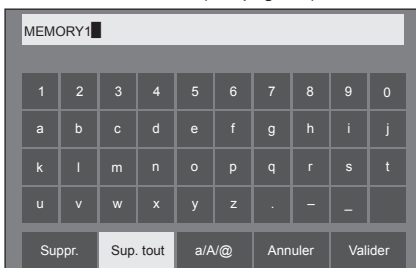 MEMORY1
1 2 3 4 5 6 7 8 9 0
a b c d e f g h i j
k l m n o p q r s t
u v w x y z . – _
Suppr. Sup. tout a/A/@ Annuler Valider